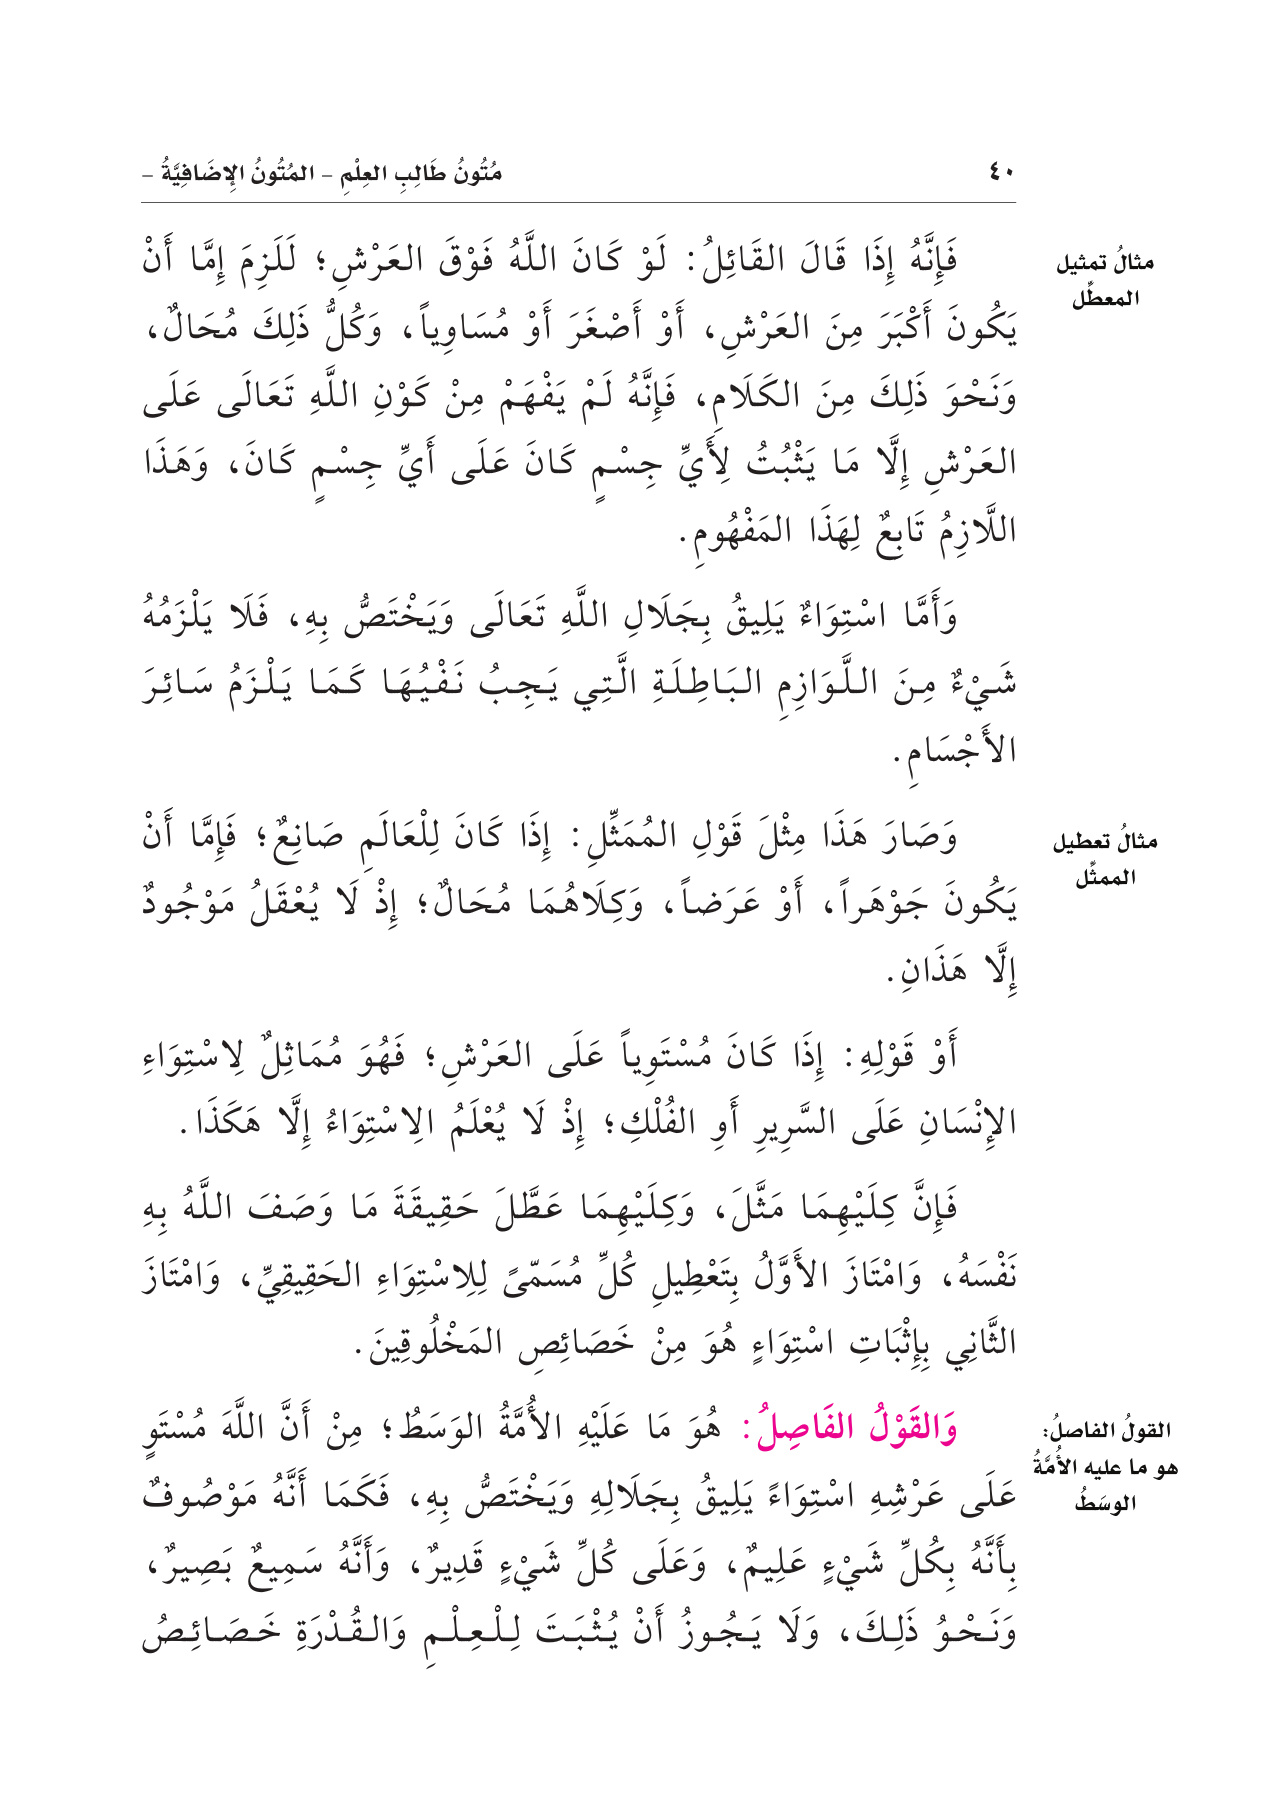 ٤٠
مُتُونُ طَالِبِ العِلْمِ – المُتُونُ الإِضَافِيَّةُ –
مثالُ تمثيل
المعطِّل
فَإِنَّهُ إِذَا قَالَ القَائِلُ: لَوْ كَانَ اللَّهُ فَوْقَ العَرْشِ؛ لَلَزِمَ إِمَّا أَنْ
يَكُونَ أَكْبَرَ مِنَ العَرْشِ، أَوْ أَصْغَرَ أَوْ مُسَاوِياً، وَكُلُّ ذَلِكَ مُحَالٌ،
وَنَحْوَ ذَلِكَ مِنَ الكَلَامِ، فَإِنَّهُ لَمْ يَفْهَمْ مِنْ كَوْنِ اللَّهِ تَعَالَى عَلَى
العَرْشِ إِلَّا مَا يَثْبُتُ لِأَيِّ جِسْمٍ كَانَ عَلَى أَيِّ جِسْمٍ كَانَ، وَهَذَا
اللَّازِمُ تَابِعٌ لِهَذَا المَفْهُومِ.
وَأَمَّا اسْتِوَاءٌ يَلِيقُ بِجَلَالِ اللَّهِ تَعَالَى وَيَخْتَصُّ بِهِ، فَلَا يَلْزَمُهُ
شَيْءٌ مِنَ اللَّوَازِمِ البَاطِلَةِ الَّتِي يَجِبُ نَفْيُهَا كَمَا يَلْزَمُ سَائِرَ
الأَجْسَامِ.
مثالُ تعطيل
الممثِّل
وَصَارَ هَذَا مِثْلَ قَوْلِ المُمَثِّلِ: إِذَا كَانَ لِلْعَالَمِ صَانِعٌ؛ فَإِمَّا أَنْ
يَكُونَ جَوْهَراً، أَوْ عَرَضاً، وَكِلَاهُمَا مُحَالٌ؛ إِذْ لَا يُعْقَلُ مَوْجُودٌ
إِلَّا هَذَانِ.
أَوْ قَوْلِهِ: إِذَا كَانَ مُسْتَوِياً عَلَى العَرْشِ؛ فَهُوَ مُمَاثِلٌ لِاسْتِوَاءِ
الإِنْسَانِ عَلَى السَّرِيرِ أَوِ الفُلْكِ؛ إِذْ لَا يُعْلَمُ الِاسْتِوَاءُ إِلَّا هَكَذَا.
فَإِنَّ كِلَيْهِمَا مَثَّلَ، وَكِلَيْهِمَا عَطَّلَ حَقِيقَةَ مَا وَصَفَ اللَّهُ بِهِ
نَفْسَهُ، وَامْتَازَ الأَوَّلُ بِتَعْطِيلِ كُلِّ مُسَمّىً لِلِاسْتِوَاءِ الحَقِيقِيِّ، وَامْتَازَ
الثَّانِي بِإِثْبَاتِ اسْتِوَاءٍ هُوَ مِنْ خَصَائِصِ المَخْلُوقِينَ.
القولُ الفاصلُ:
هو ما عليه الأُمَّةُ
الوسَطُ
وَالقَوْلُ الفَاصِلُ: هُوَ مَا عَلَيْهِ الأُمَّةُ الوَسَطُ؛ مِنْ أَنَّ اللَّهَ مُسْتَوٍ
عَلَى عَرْشِهِ اسْتِوَاءً يَلِيقُ بِجَلَالِهِ وَيَخْتَصُّ بِهِ، فَكَمَا أَنَّهُ مَوْصُوفٌ
بِأَنَّهُ بِكُلِّ شَيْءٍ عَلِيمٌ، وَعَلَى كُلِّ شَيْءٍ قَدِيرٌ، وَأَنَّهُ سَمِيعٌ بَصِيرٌ،
وَنَحْوُ ذَلِكَ، وَلَا يَجُوزُ أَنْ يُثْبَتَ لِلْعِلْمِ وَالقُدْرَةِ خَصَائِصُ